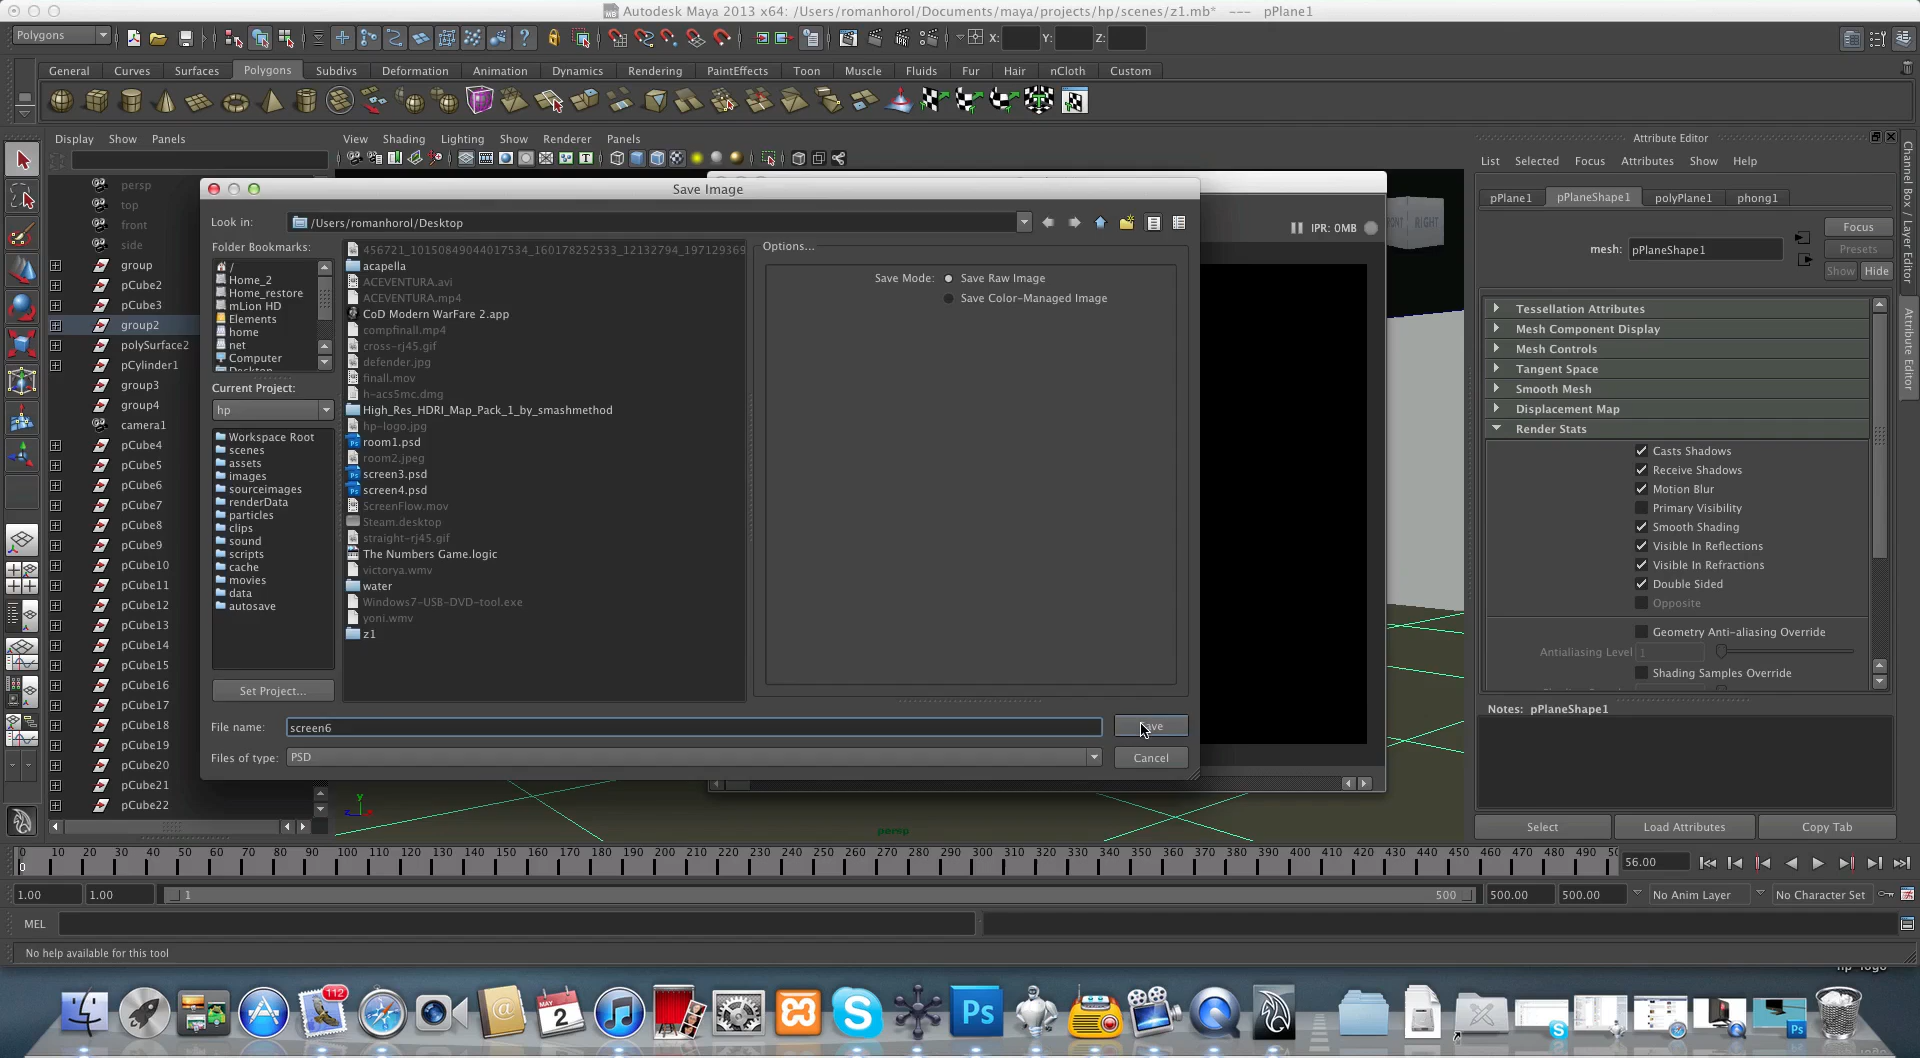 Autodesk Maya 2013 x64: /Users/romanhorol/Documents/maya/projects/hp/scenes/z1.mb* --- pPlane1
Polygons
X: Y: Z:
General Curves Surfaces Polygons Subdivs Deformation Animation Dynamics Rendering PaintEffects Toon Muscle Fluids Fur Hair nCloth Custom
Display Show Panels
View Shading Lighting Show Renderer Panels
Attribute Editor
List Selected Focus Attributes Show Help
pPlane1 pPlaneShape1 polyPlane1 phong1
mesh: pPlaneShape1
Focus
Presets
Show Hide
Tessellation Attributes
Mesh Component Display
Mesh Controls
Tangent Space
Smooth Mesh
Displacement Map
Render Stats
Casts Shadows
Receive Shadows
Motion Blur
Primary Visibility
Smooth Shading
Visible In Reflections
Visible In Refractions
Double Sided
Opposite
Geometry Anti-aliasing Override
Antialiasing Level 1
Shading Samples Override
Notes: pPlaneShape1
Select Load Attributes Copy Tab
Channel Box / Layer Editor
Attribute Editor
persp
top
front
side
group
pCube2
pCube3
group2
polySurface2
pCylinder1
group3
group4
camera1
pCube4
pCube5
pCube6
pCube7
pCube8
pCube9
pCube10
pCube11
pCube12
pCube13
pCube14
pCube15
pCube16
pCube17
pCube18
pCube19
pCube20
pCube21
pCube22
Save Image
Look in: /Users/romanhorol/Desktop
Folder Bookmarks:
/
Home_2
Home_restore
mLion HD
Elements
home
net
Computer
Desktop
Current Project:
hp
Workspace Root
scenes
assets
images
sourceimages
renderData
particles
clips
sound
scripts
cache
movies
data
autosave
Set Project...
456721_10150849044017534_160178252533_12132794_197129369
acapella
ACEVENTURA.avi
ACEVENTURA.mp4
CoD Modern WarFare 2.app
compfinall.mp4
cross-rj45.gif
defender.jpg
finall.mov
h-acs5mc.dmg
High_Res_HDRI_Map_Pack_1_by_smashmethod
hp-logo.jpg
room1.psd
room2.jpeg
screen3.psd
screen4.psd
ScreenFlow.mov
Steam.desktop
straight-rj45.gif
The Numbers Game.logic
victorya.wmv
water
Windows7-USB-DVD-tool.exe
yoni.wmv
z1
Options...
Save Mode: Save Raw Image
Save Color-Managed Image
File name: screen6
Save
Files of type: PSD
Cancel
IPR: 0MB
RIGHT
y
persp
0 10 20 30 40 50 60 70 80 90 100 110 120 130 140 150 160 170 180 190 200 210 220 230 240 250 260 270 280 290 300 310 320 330 340 350 360 370 380 390 400 410 420 430 440 450 460 470 480 490 50
0
56.00
1.00 1.00 1 500 500.00 500.00 No Anim Layer No Character Set
MEL
No help available for this tool
112
MAY
2
Ps